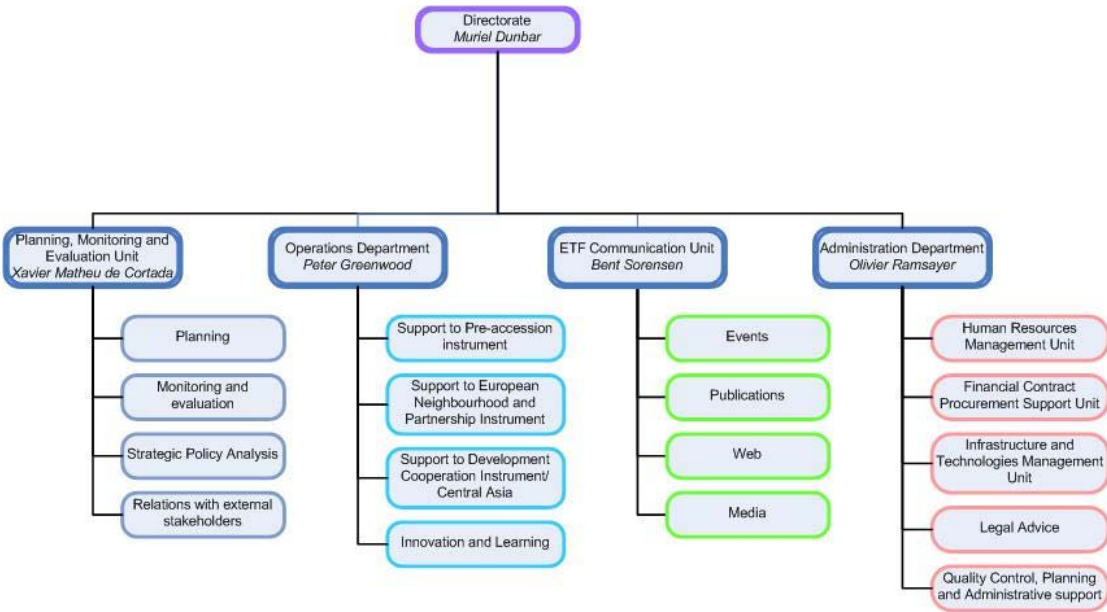 Directorate
Muriel Dunbar
Planning, Monitoring and
Evaluation Unit
Xavier Matheu de Cortada
Operations Department
Peter Greenwood
ETF Communication Unit
Bent Sorensen
Administration Department
Olivier Ramsayer
Planning
Monitoring and
evaluation
Strategic Policy Analysis
Relations with external
stakeholders
Support to Pre-accession
instrument
Support to European
Neighbourhood and
Partnership Instrument
Support to Development
Cooperation Instrument/
Central Asia
Innovation and Learning
Events
Publications
Web
Media
Human Resources
Management Unit
Financial Contract
Procurement Support Unit
Infrastructure and
Technologies Management
Unit
Legal Advice
Quality Control, Planning
and Administrative support